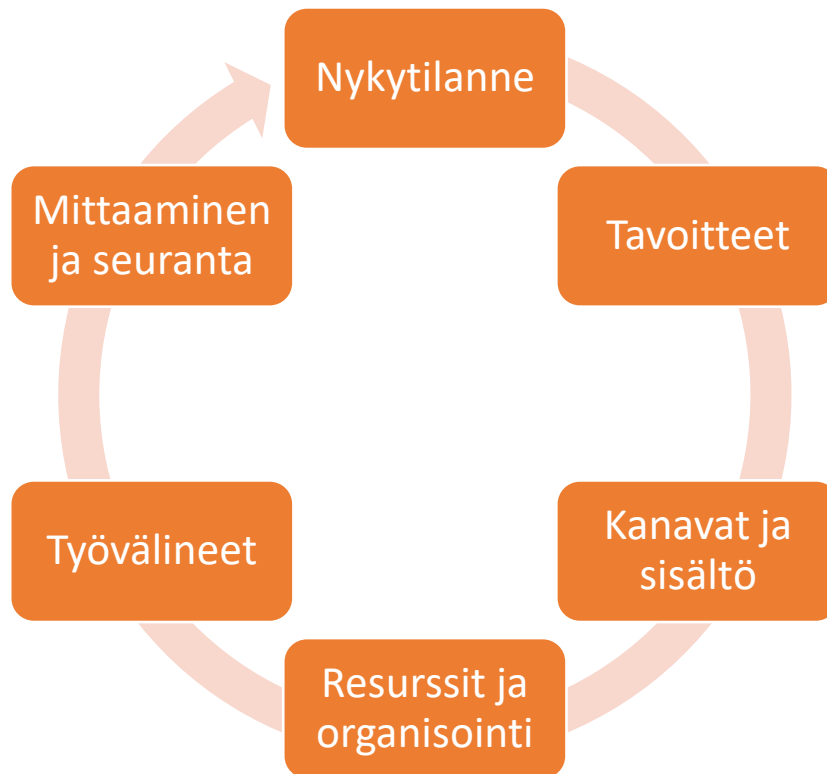 Nykytilanne
Tavoitteet
Kanavat ja
sisältö
Resurssit ja
organisointi
Työvälineet
Mittaaminen
ja seuranta